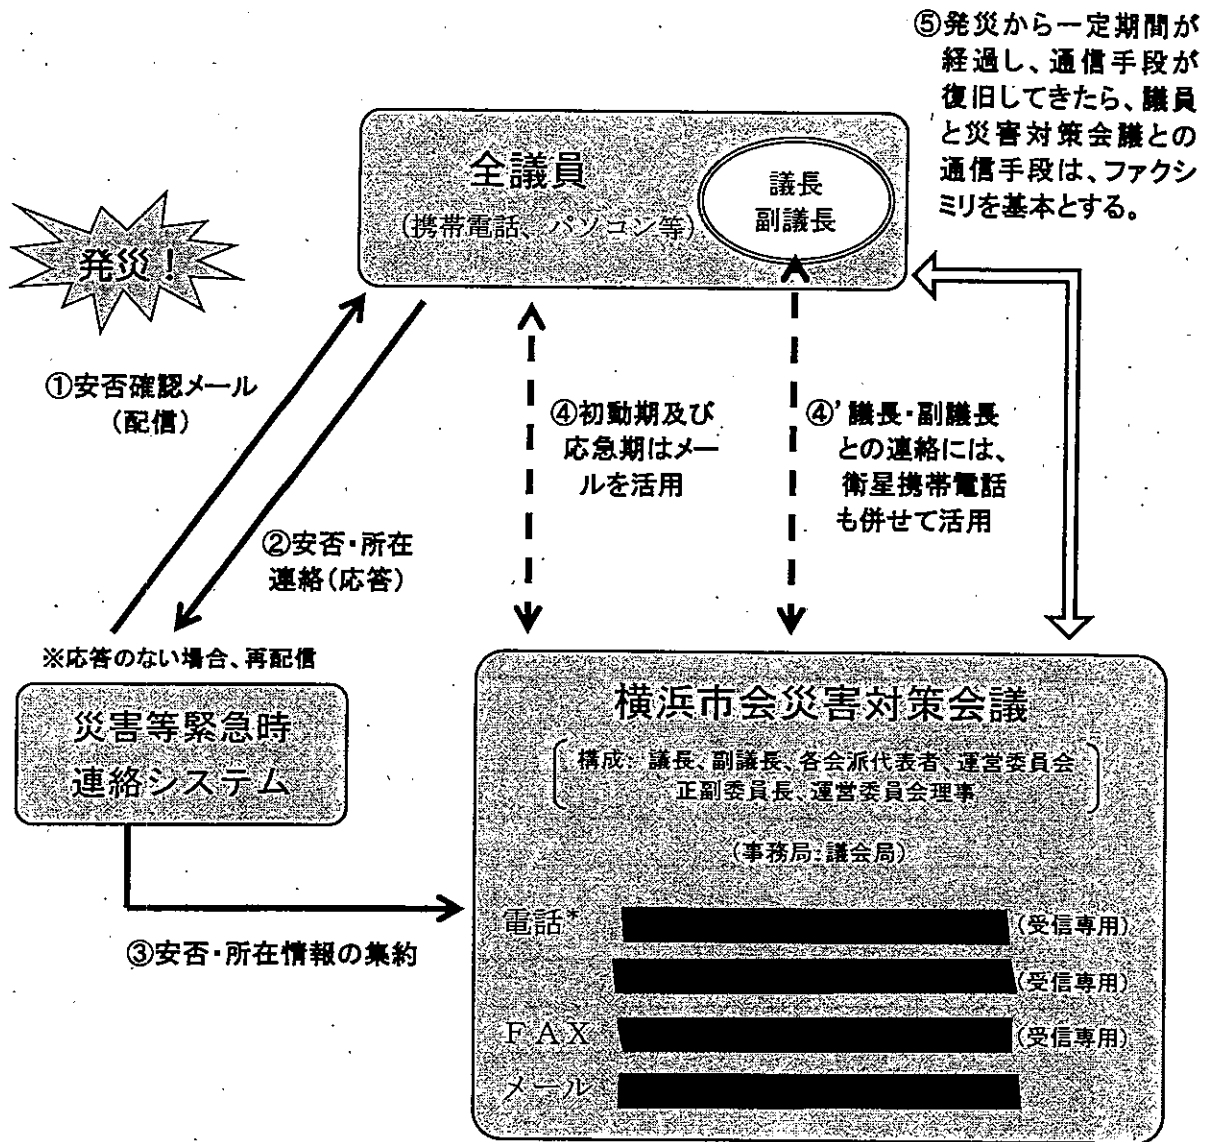 ⑤発災から一定期間が
経過し、通信手段が
復旧してきたら、議員
と災害対策会議との
通信手段は、ファクシ
ミリを基本とする。
全議員
(携帯電話、パソコン等)
議長
副議長
発災!
①安否確認メール
(配信)
②安否・所在
連絡(応答)
④初動期及び
応急期はメー
ルを活用
④'議長・副議長
との連絡には、
衛星携帯電話
も併せて活用
※応答のない場合、再配信
災害等緊急時
連絡システム
③安否・所在情報の集約
横浜市会災害対策会議
構成: 議長、副議長、各会派代表者、運営委員会
正副委員長、運営委員会理事
(事務局:議会局)
電話* (受信専用)
(受信専用)
FAX (受信専用)
メール